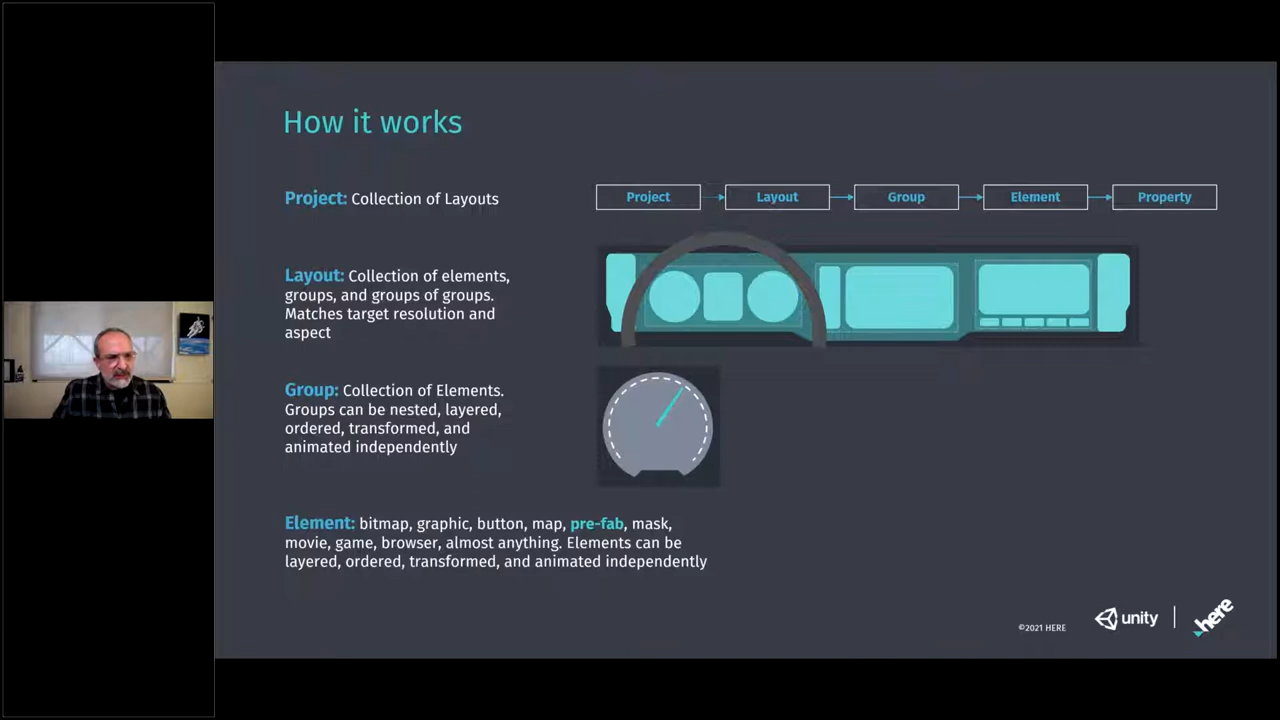 How it works
Project: Collection of Layouts
Project
Layout
Group
Element
Property
Layout: Collection of elements,
groups, and groups of groups.
Matches target resolution and
aspect
Group: Collection of Elements.
Groups can be nested, layered,
ordered, transformed, and
animated independently
Element: bitmap, graphic, button, map, pre-fab, mask,
movie, game, browser, almost anything. Elements can be
layered, ordered, transformed, and animated independently
©2021 HERE
unity
here